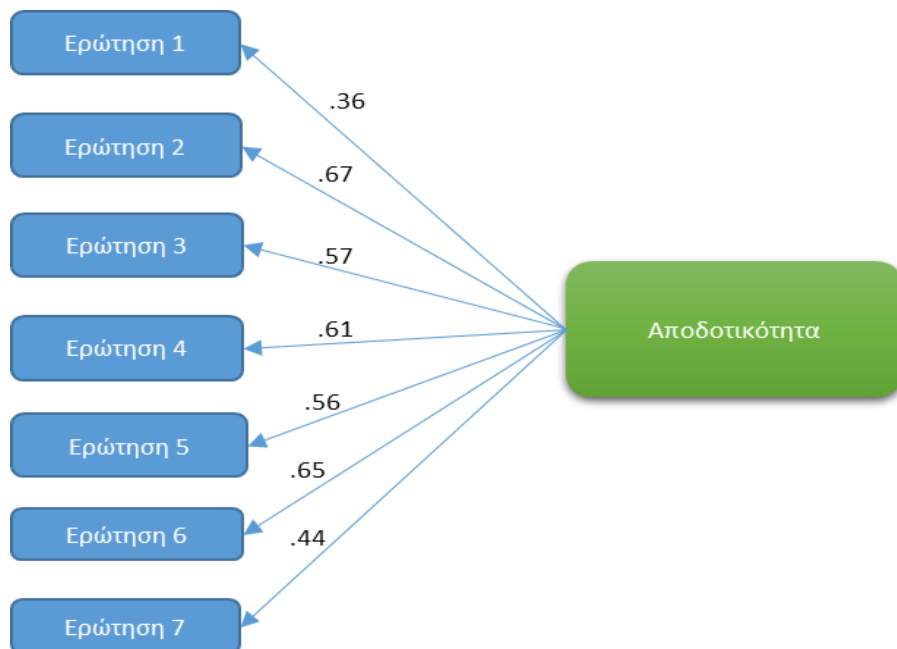 Ερώτηση 1
.36
Ερώτηση 2
.67
Ερώτηση 3
.57
Ερώτηση 4
.61
Αποδοτικότητα
Ερώτηση 5
.56
Ερώτηση 6
.65
.44
Ερώτηση 7